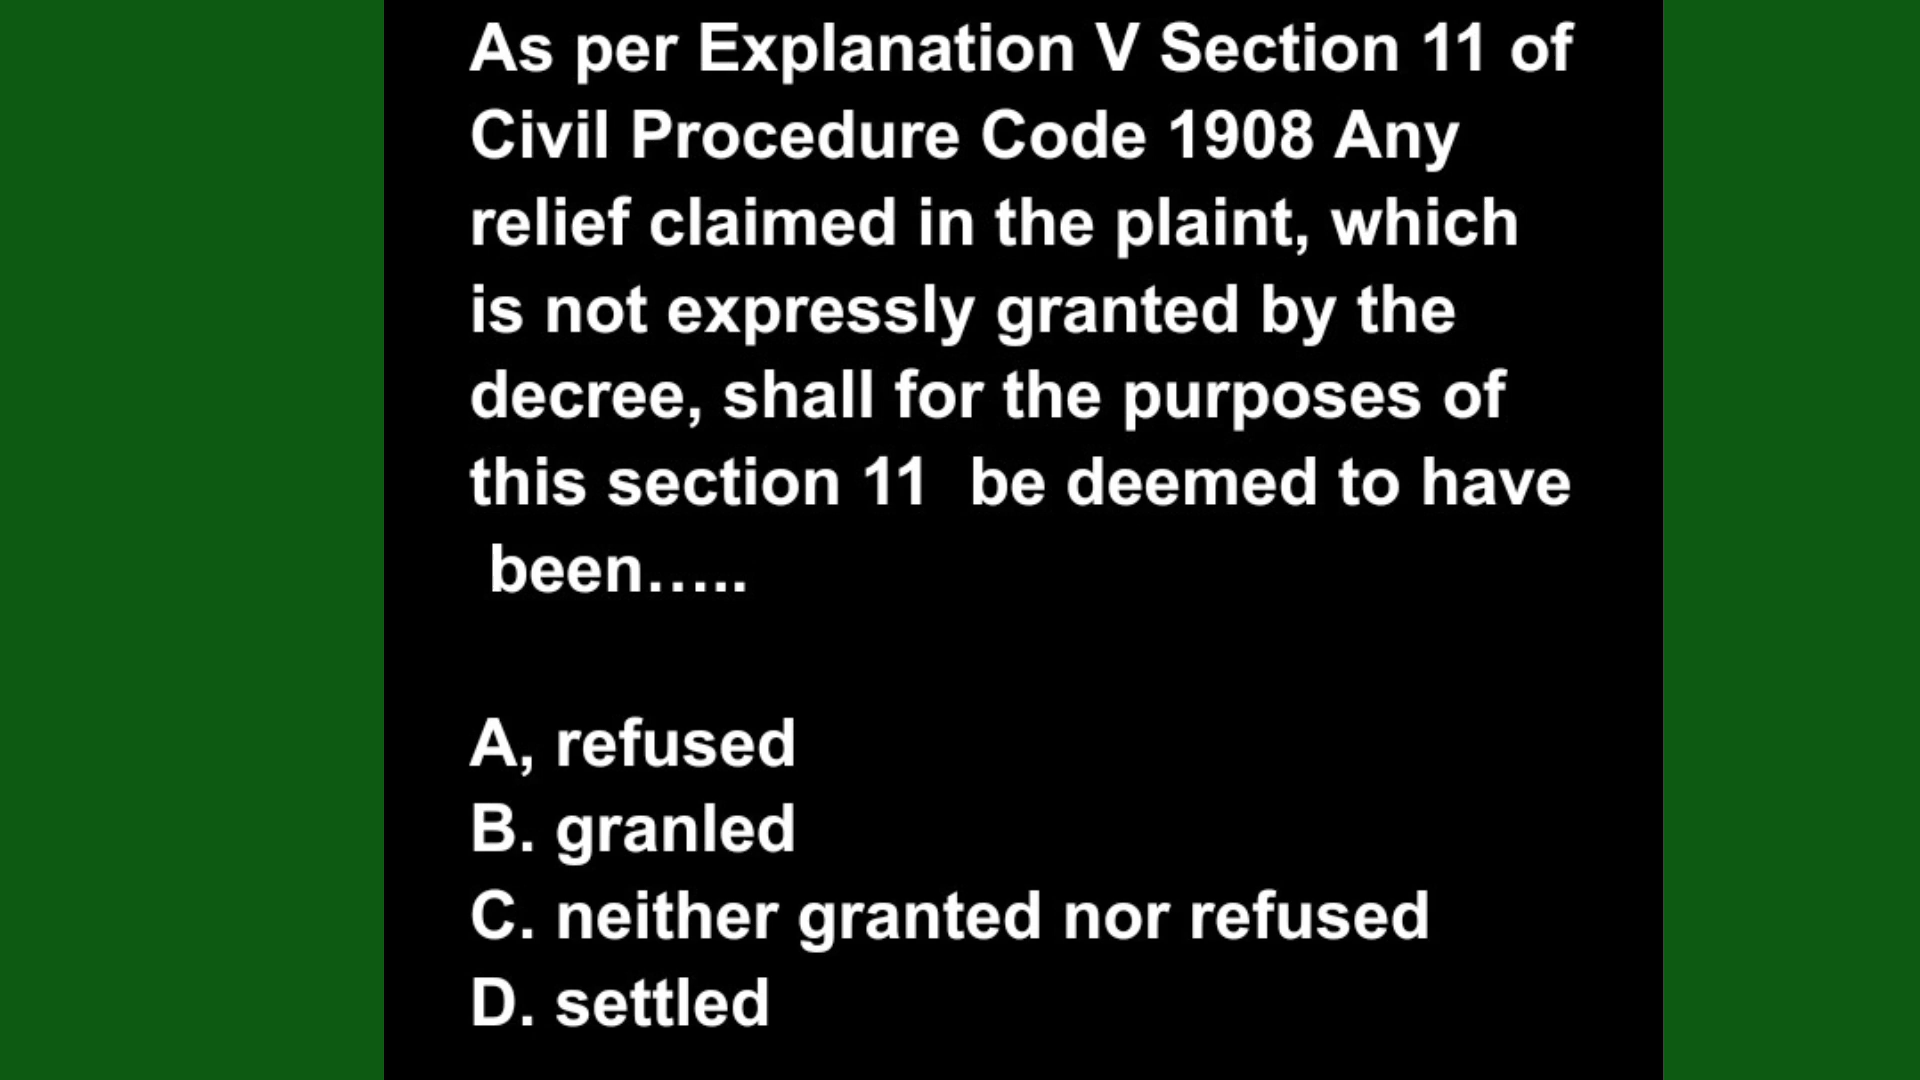 As per Explanation V Section 11 of
Civil Procedure Code 1908 Any
relief claimed in the plaint, which
is not expressly granted by the
decree, shall for the purposes of
this section 11  be deemed to have
been…..
A, refused
B. granled
C. neither granted nor refused
D. settled